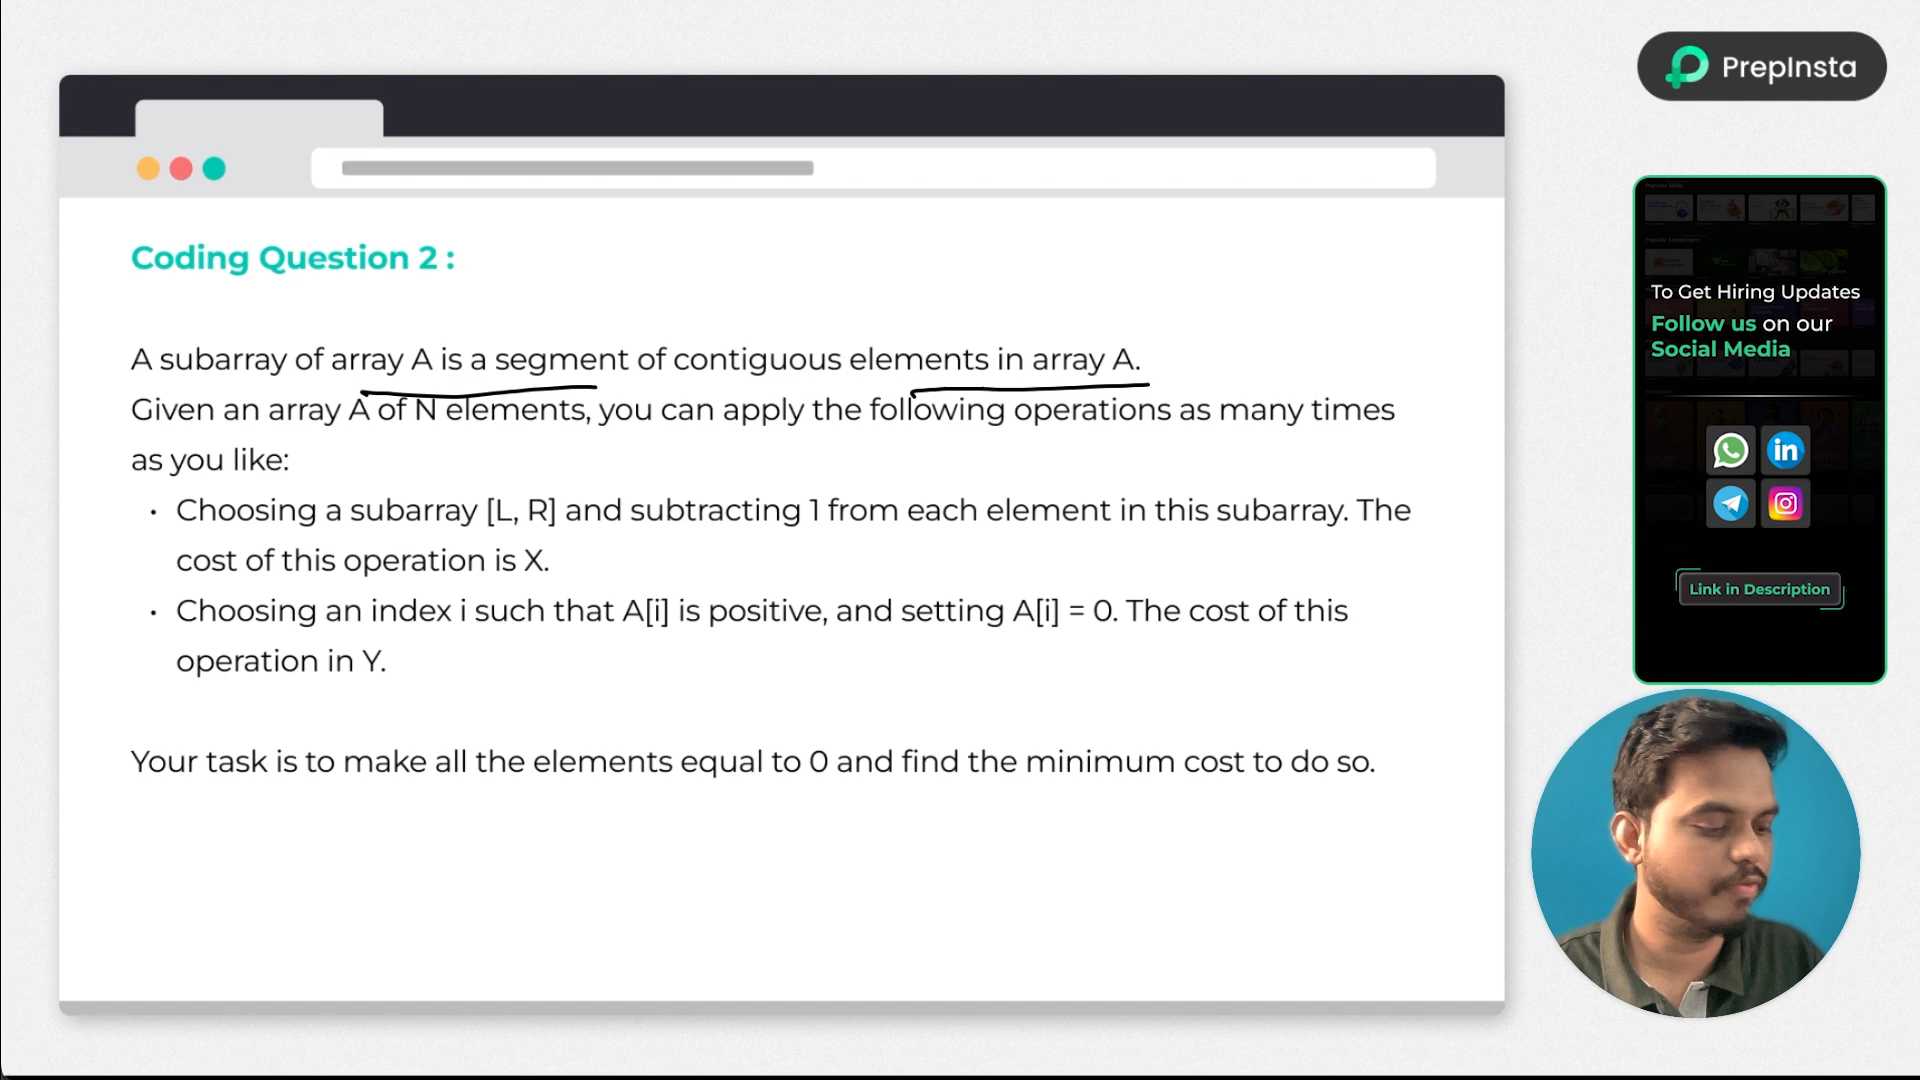 PrepInsta
Coding Question 2 :
A subarray of array A is a segment of contiguous elements in array A.
Given an array A of N elements, you can apply the following operations as many times
as you like:
• Choosing a subarray [L, R] and subtracting 1 from each element in this subarray. The
cost of this operation is X.
• Choosing an index i such that A[i] is positive, and setting A[i] = 0. The cost of this
operation in Y.
Your task is to make all the elements equal to 0 and find the minimum cost to do so.
To Get Hiring Updates
Follow us on our
Social Media
in
Link in Description